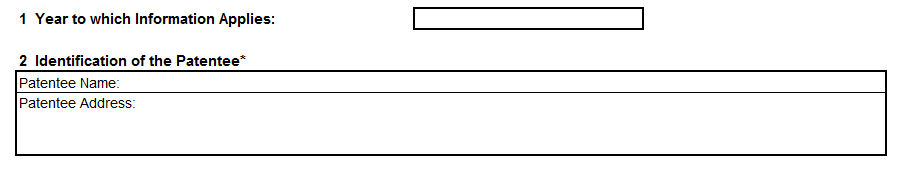 1 Year to which Information Applies:
2 Identification of the Patentee*
Patentee Name:
Patentee Address: